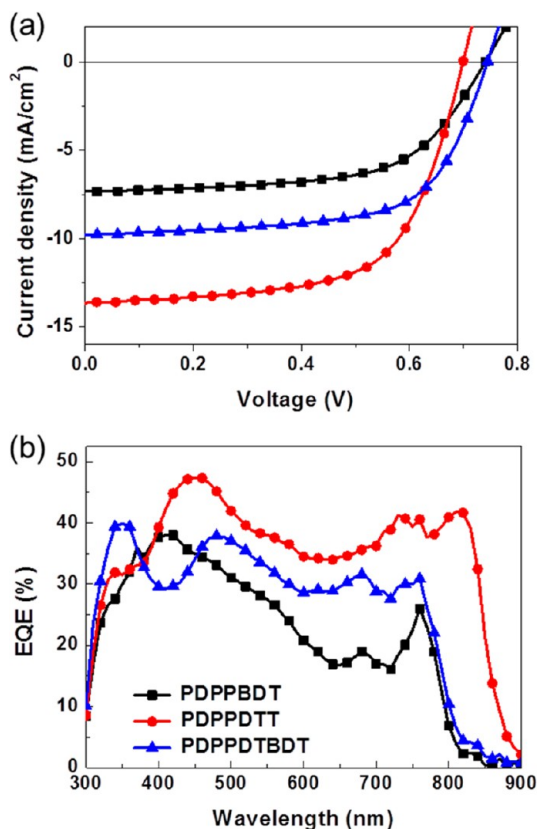 (a)
0
-5
-10
-15
Current density (mA/cm²)
0.0 0.2 0.4 0.6 0.8
Voltage (V)
(b)
50
40
30
20
10
0
EQE (%)
PDPPBDT
PDPPDTT
PDPPDTBDT
300 400 500 600 700 800 900
Wavelength (nm)